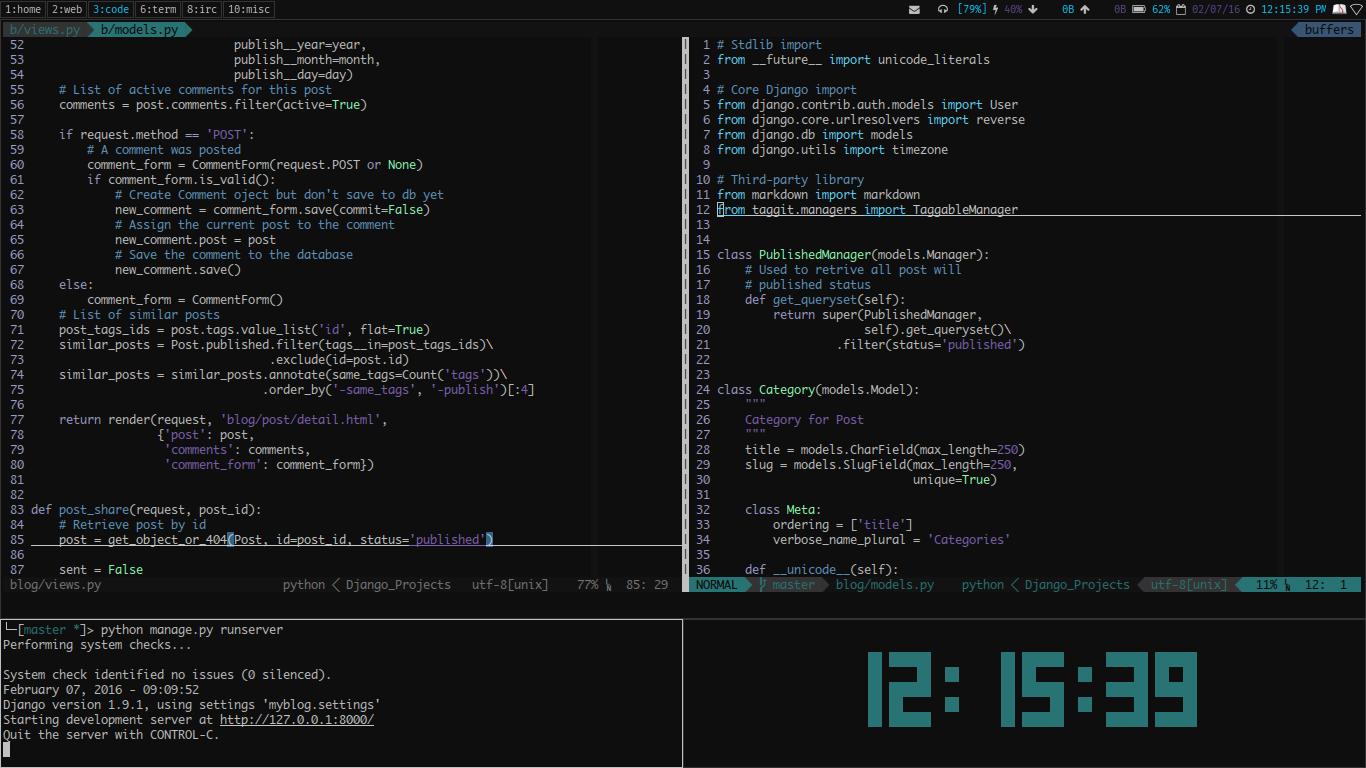 1:home 2:web 3:code 6:term 8:irc 10:misc [79%] 40% 0B 0B 62% 02/07/16 12:15:39 PM
b/views.py b/models.py buffers
52 publish__year=year,
53 publish__month=month,
54 publish__day=day)
55 # List of active comments for this post
56 comments = post.comments.filter(active=True)
57
58 if request.method == 'POST':
59 # A comment was posted
60 comment_form = CommentForm(request.POST or None)
61 if comment_form.is_valid():
62 # Create Comment oject but don't save to db yet
63 new_comment = comment_form.save(commit=False)
64 # Assign the current post to the comment
65 new_comment.post = post
66 # Save the comment to the database
67 new_comment.save()
68 else:
69 comment_form = CommentForm()
70 # List of similar posts
71 post_tags_ids = post.tags.value_list('id', flat=True)
72 similar_posts = Post.published.filter(tags__in=post_tags_ids)\
73 .exclude(id=post.id)
74 similar_posts = similar_posts.annotate(same_tags=Count('tags'))\
75 .order_by('-same_tags', '-publish')[:4]
76
77 return render(request, 'blog/post/detail.html',
78 {'post': post,
79 'comments': comments,
80 'comment_form': comment_form})
81
82
83 def post_share(request, post_id):
84 # Retrieve post by id
85 post = get_object_or_404(Post, id=post_id, status='published')
86
87 sent = False
blog/views.py python < Django_Projects utf-8[unix] 77% 85: 29
1 # Stdlib import
2 from __future__ import unicode_literals
3
4 # Core Django import
5 from django.contrib.auth.models import User
6 from django.core.urlresolvers import reverse
7 from django.db import models
8 from django.utils import timezone
9
10 # Third-party library
11 from markdown import markdown
12 from taggit.managers import TaggableManager
13
14
15 class PublishedManager(models.Manager):
16 # Used to retrive all post will
17 # published status
18 def get_queryset(self):
19 return super(PublishedManager,
20 self).get_queryset()\
21 .filter(status='published')
22
23
24 class Category(models.Model):
25 """
26 Category for Post
27 """
28 title = models.CharField(max_length=250)
29 slug = models.SlugField(max_length=250,
30 unique=True)
31
32 class Meta:
33 ordering = ['title']
34 verbose_name_plural = 'Categories'
35
36 def __unicode__(self):
NORMAL master blog/models.py python < Django_Projects utf-8[unix] 11% 12: 1
└─[master *]> python manage.py runserver
Performing system checks...
System check identified no issues (0 silenced).
February 07, 2016 - 09:09:52
Django version 1.9.1, using settings 'myblog.settings'
Starting development server at http://127.0.0.1:8000/
Quit the server with CONTROL-C.
12:15:39